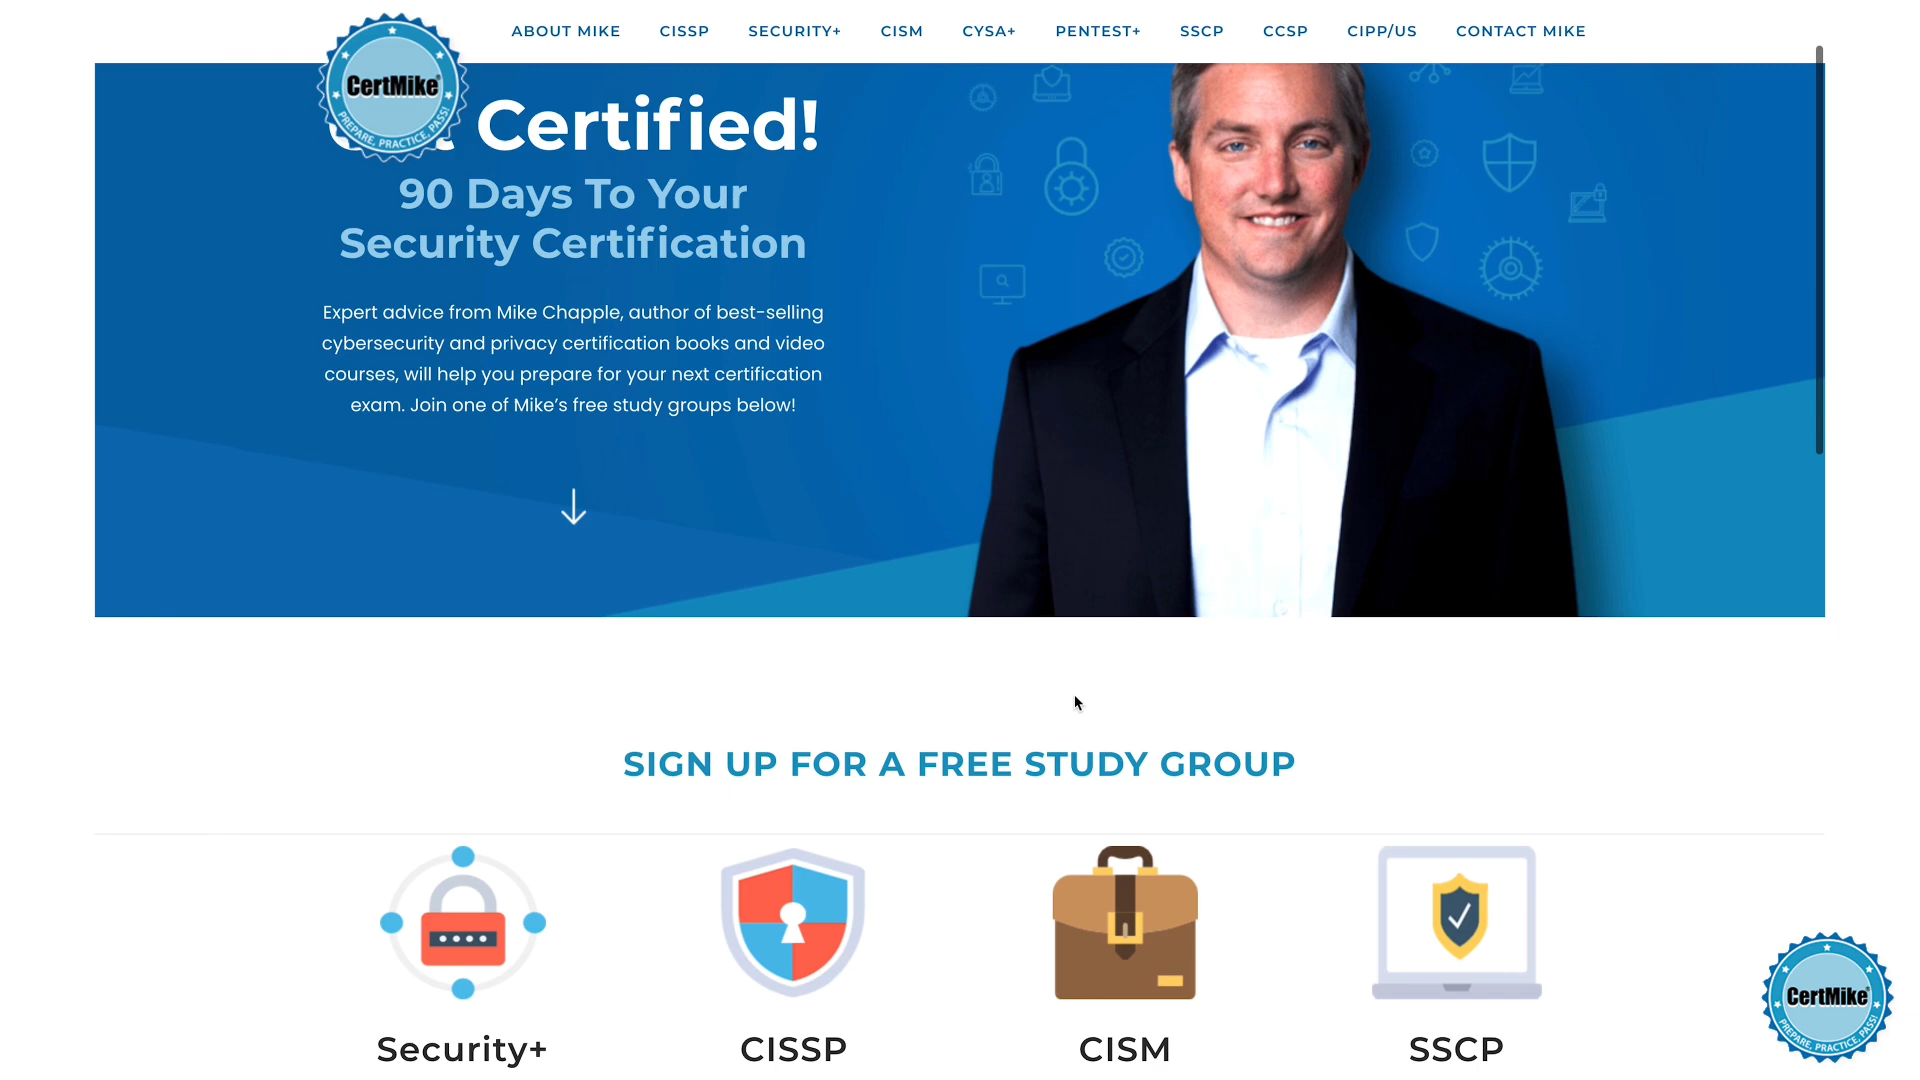 ABOUT MIKE CISSP SECURITY+ CISM CYSA+ PENTEST+ SSCP CCSP CIPP/US CONTACT MIKE
CertMike®
PREPARE, PRACTICE, PASS!
Certified!
90 Days To Your
Security Certification
Expert advice from Mike Chapple, author of best-selling
cybersecurity and privacy certification books and video
courses, will help you prepare for your next certification
exam. Join one of Mike’s free study groups below!
SIGN UP FOR A FREE STUDY GROUP
Security+ CISSP CISM SSCP
CertMike®
PREPARE, PRACTICE, PASS!